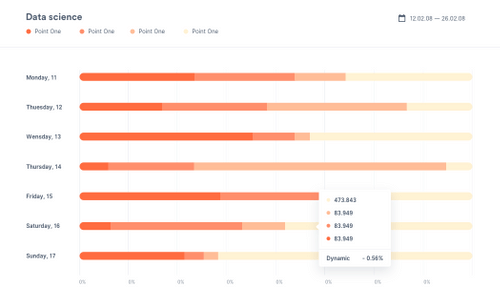 Data science
12.02.08 — 26.02.08
Point One Point One Point One Point One
Monday, 11
Thuesday, 12
Wensday, 13
Thursday, 14
Friday, 15
473.843
83.949
83.949
Saturday, 16
83.949
Sunday, 17
Dynamic - 0.56%
0% 0% 0% 0% 0% 0% 0% 0%